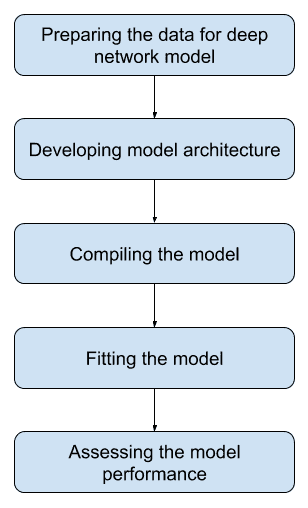 Preparing the data for deep
network model
Developing model architecture
Compiling the model
Fitting the model
Assessing the model
performance